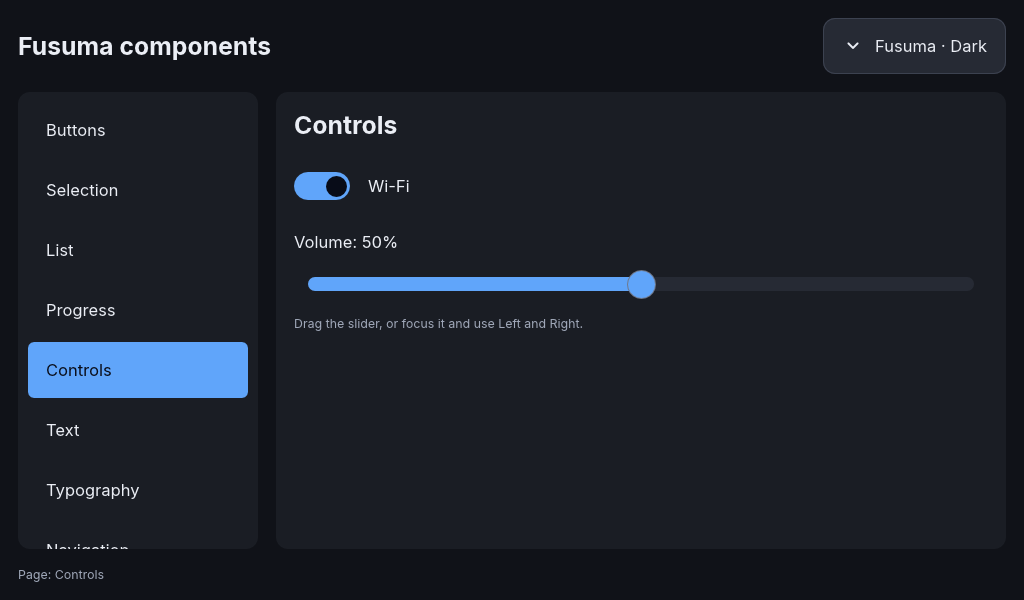 Fusuma components
Fusuma · Dark
Buttons
Selection
List
Progress
Controls
Text
Typography
Navigation
Controls
Wi-Fi
Volume: 50%
Drag the slider, or focus it and use Left and Right.
Page: Controls